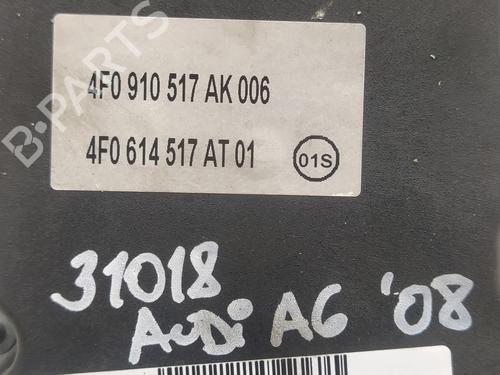 B-PARTS
4F0 910 517 AK 006
4F0 614 517 AT 01
01S
31018
AUDi A6 '08